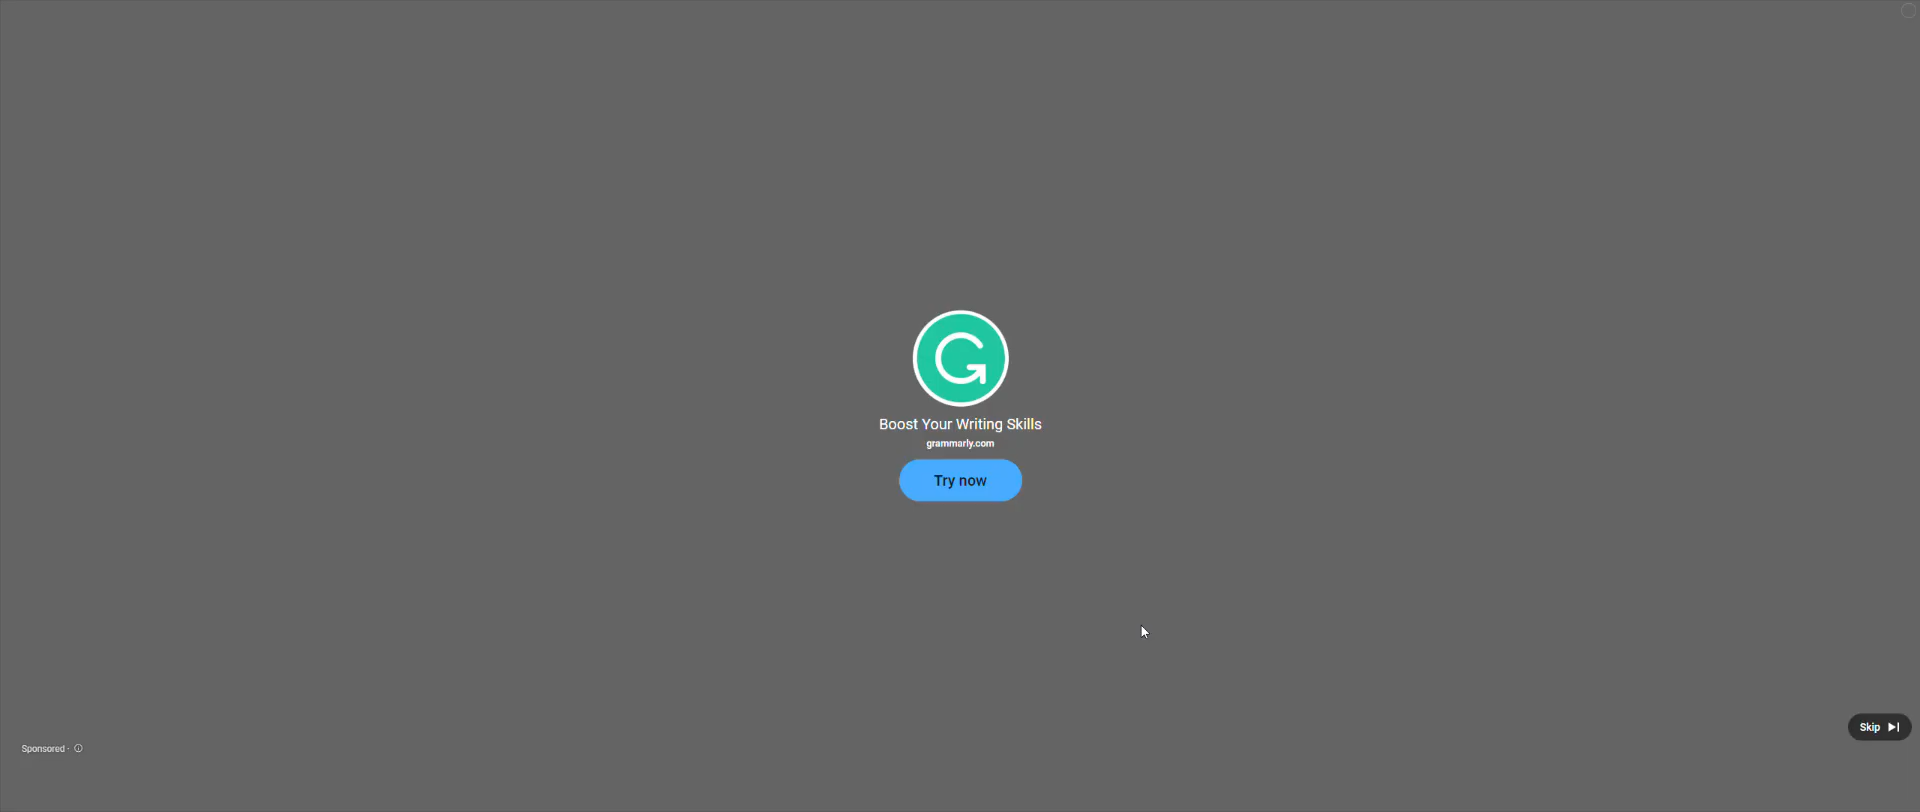 Boost Your Writing Skills
grammarly.com
Try now
Skip
Sponsored ·